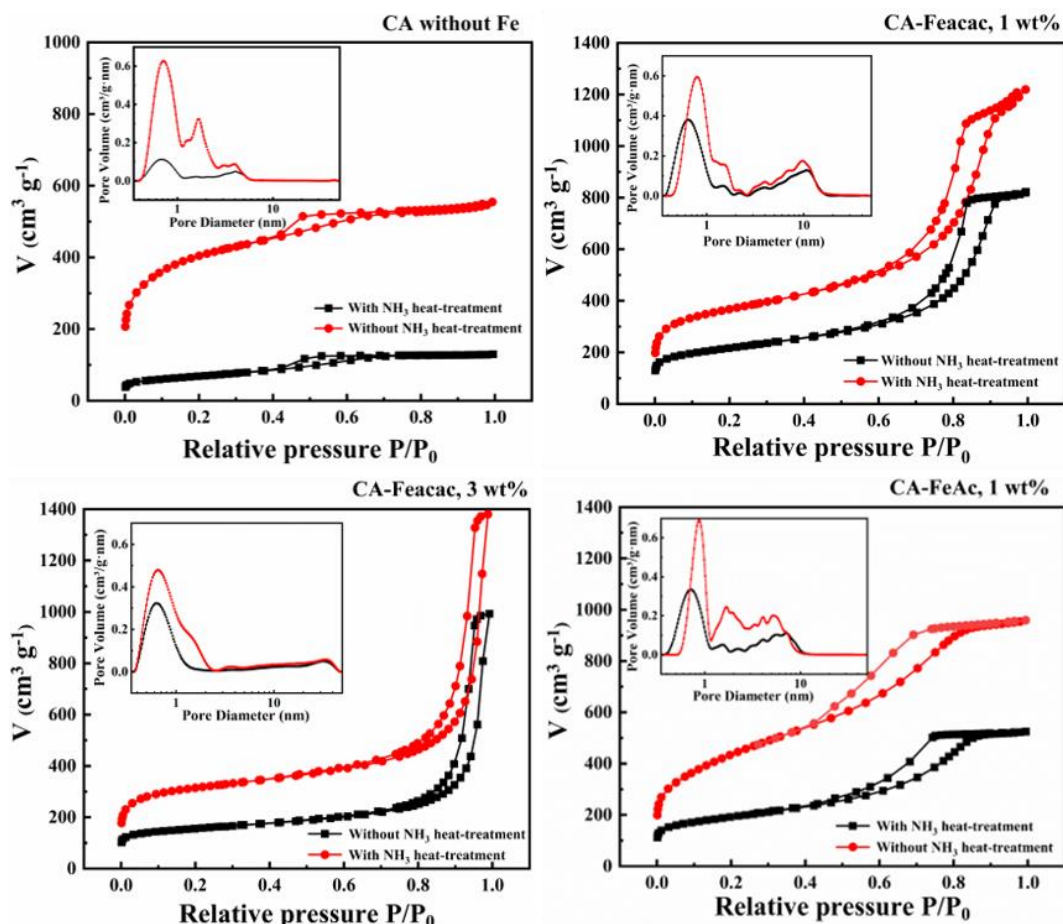 CA without Fe
1000
800
600
400
200
0
V (cm³ g⁻¹)
0.0 0.2 0.4 0.6 0.8 1.0
Relative pressure P/P₀
Pore Volume (cm³/g·nm)
0.6
0.4
0.2
0.0
1 10
Pore Diameter (nm)
With NH₃ heat-treatment
Without NH₃ heat-treatment
CA-Feacac, 1 wt%
1400
1200
1000
800
600
400
200
0
V (cm³ g⁻¹)
0.0 0.2 0.4 0.6 0.8 1.0
Relative pressure P/P₀
Pore Volume (cm³/g·nm)
0.6
0.4
0.2
0.0
1 10
Pore Diameter (nm)
Without NH₃ heat-treatment
With NH₃ heat-treatment
CA-Feacac, 3 wt%
1400
1200
1000
800
600
400
200
0
V (cm³ g⁻¹)
0.0 0.2 0.4 0.6 0.8 1.0
Relative pressure P/P₀
Pore Volume (cm³/g·nm)
0.6
0.4
0.2
0.0
1 10
Pore Diameter (nm)
Without NH₃ heat-treatment
With NH₃ heat-treatment
CA-FeAc, 1 wt%
1400
1200
1000
800
600
400
200
0
V (cm³ g⁻¹)
0.0 0.2 0.4 0.6 0.8 1.0
Relative pressure P/P₀
Pore Volume (cm³/g·nm)
0.6
0.4
0.2
0.0
1 10
Pore Diameter (nm)
With NH₃ heat-treatment
Without NH₃ heat-treatment